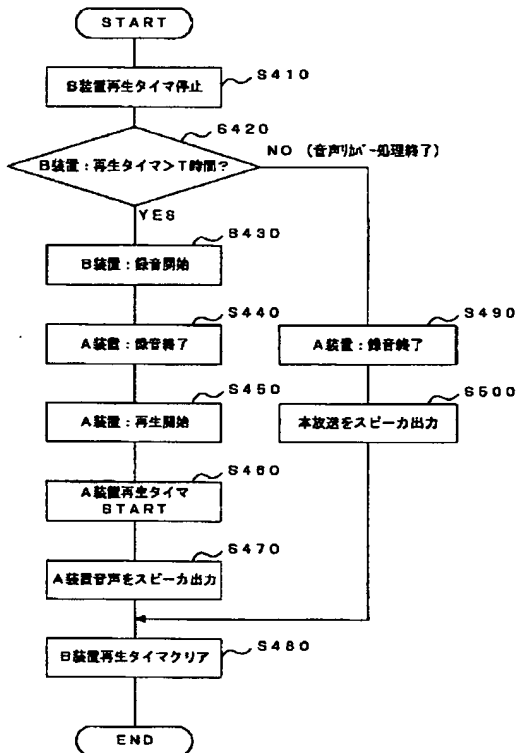 START
B装置再生タイマ停止
S410
S420
B装置：再生タイマ＞T時間？
NO （音声リカバー処理終了）
YES
S430
B装置：録音開始
S440
A装置：録音終了
S490
A装置：録音終了
S450
A装置：再生開始
S500
本放送をスピーカ出力
S460
A装置再生タイマ
START
S470
A装置音声をスピーカ出力
S480
B装置再生タイマクリア
END